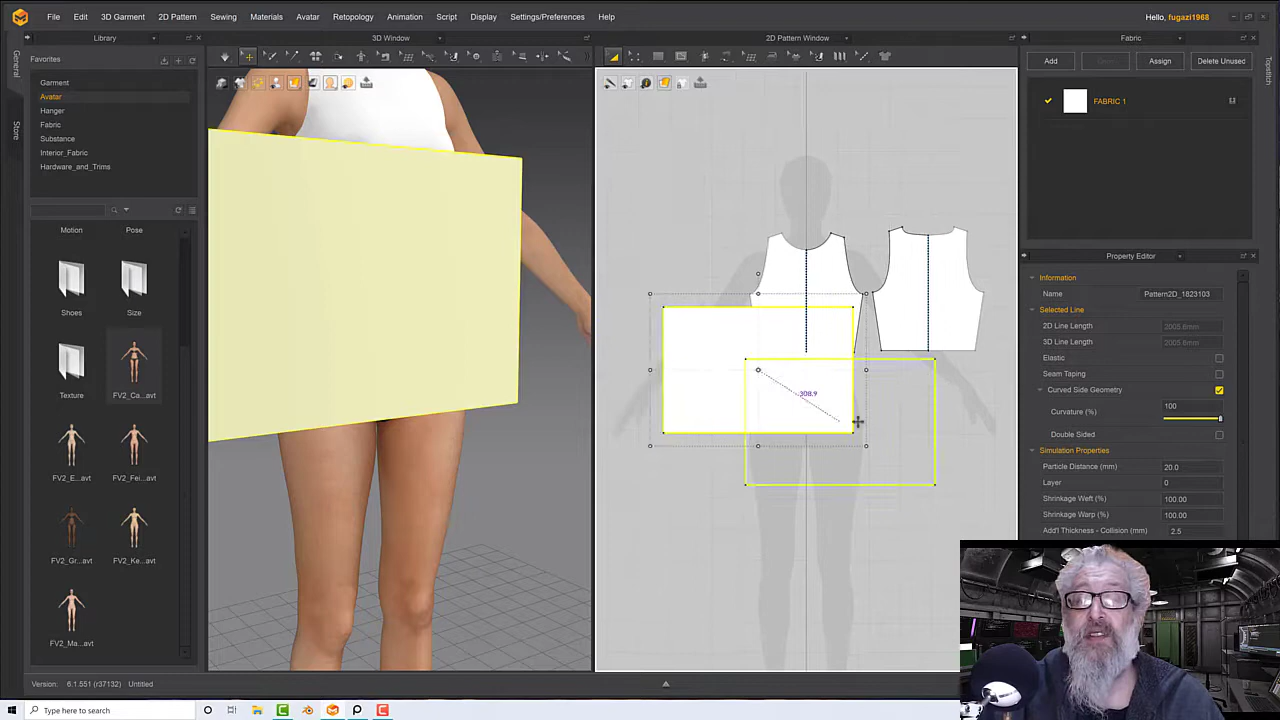 File Edit 3D Garment 2D Pattern Sewing Materials Avatar Retopology Animation Script Display Settings/Preferences Help Hello, fugazi1968
Library 3D Window 2D Pattern Window Fabric
General
Store
Topstitch
Favorites
Garment
Avatar
Hanger
Fabric
Substance
Interior_Fabric
Hardware_and_Trims
Add Assign Delete Unused
FABRIC 1
Motion Pose
Shoes Size
Texture FV2_Ca...avt
FV2_E...avt FV2_Fei...avt
FV2_Gr...avt FV2_Ke...avt
FV2_Ma...avt
308.9
Property Editor
Information
Name Pattern2D_1823103
Selected Line
2D Line Length 2005.6mm
3D Line Length 2005.6mm
Elastic
Seam Taping
Curved Side Geometry
Curvature (%) 100
Double Sided
Simulation Properties
Particle Distance (mm) 20.0
Layer 0
Shrinkage Weft (%) 100.00
Shrinkage Warp (%) 100.00
Add'l Thickness - Collision (mm) 2.5
Version: 6.1.551 (r37132) Untitled
Type here to search